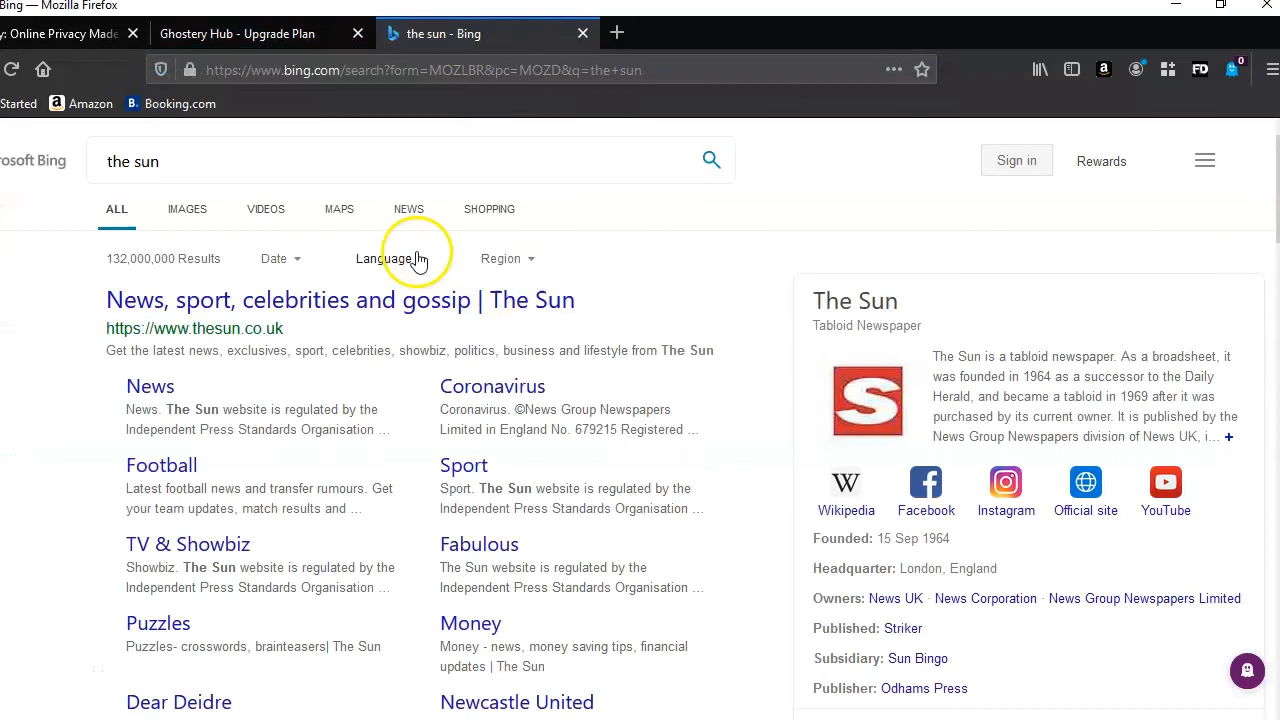 Bing — Mozilla Firefox
y: Online Privacy Made
Ghostery Hub - Upgrade Plan
the sun - Bing
https://www.bing.com/search?form=MOZLBR&pc=MOZD&q=the+sun
a
FD
0
Started
a Amazon
B. Booking.com
rosoft Bing
the sun
Sign in
Rewards
ALL
IMAGES
VIDEOS
MAPS
NEWS
SHOPPING
132,000,000 Results
Date
Language
Region
News, sport, celebrities and gossip | The Sun
https://www.thesun.co.uk
Get the latest news, exclusives, sport, celebrities, showbiz, politics, business and lifestyle from The Sun
News
News. The Sun website is regulated by the
Independent Press Standards Organisation ...
Coronavirus
Coronavirus. ©News Group Newspapers
Limited in England No. 679215 Registered ...
Football
Latest football news and transfer rumours. Get
your team updates, match results and ...
Sport
Sport. The Sun website is regulated by the
Independent Press Standards Organisation ...
TV & Showbiz
Showbiz. The Sun website is regulated by the
Independent Press Standards Organisation ...
Fabulous
The Sun website is regulated by the
Independent Press Standards Organisation ...
Puzzles
Puzzles- crosswords, brainteasers| The Sun
Money
Money - news, money saving tips, financial
updates | The Sun
Dear Deidre
Newcastle United
The Sun
Tabloid Newspaper
S
The Sun is a tabloid newspaper. As a broadsheet, it
was founded in 1964 as a successor to the Daily
Herald, and became a tabloid in 1969 after it was
purchased by its current owner. It is published by the
News Group Newspapers division of News UK, i... +
W
Wikipedia
Facebook
Instagram
Official site
YouTube
Founded: 15 Sep 1964
Headquarter: London, England
Owners: News UK · News Corporation · News Group Newspapers Limited
Published: Striker
Subsidiary: Sun Bingo
Publisher: Odhams Press